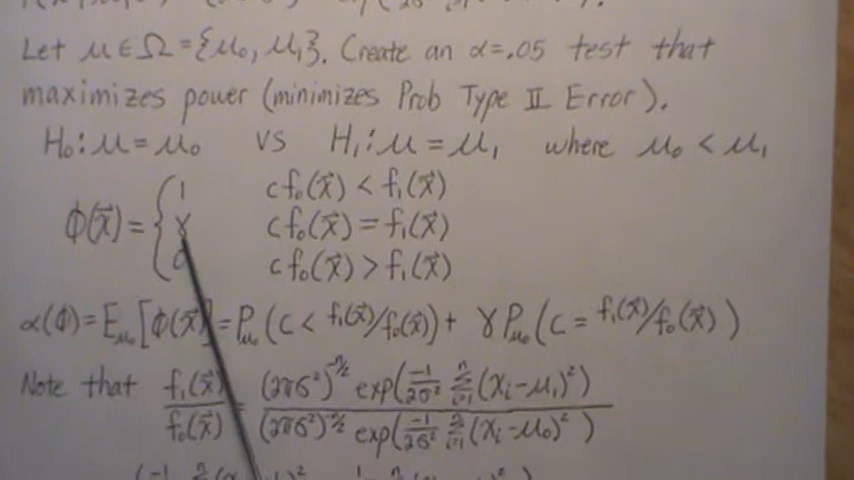 Let μ ∈ Ω = {μ₀, μ₁}. Create an α=.05 test that
maximizes power (minimizes Prob Type II Error).
H₀: μ = μ₀ vs H₁: μ = μ₁ where μ₀ < μ₁
ϕ(x⃗) = { 1 cf₀(x⃗) < f₁(x⃗)
γ cf₀(x⃗) = f₁(x⃗)
0 cf₀(x⃗) > f₁(x⃗)
α(ϕ) = E_μ₀[ϕ(x⃗)] = P_μ₀(c < f₁(x⃗)/f₀(x⃗)) + γ P_μ₀(c = f₁(x⃗)/f₀(x⃗))
Note that f₁(x⃗)/f₀(x⃗) = (2πσ²)^(-n/2) exp(-1/2σ² Σ_{i=1}^n (xᵢ-μ₁)²) / (2πσ²)^(-n/2) exp(-1/2σ² Σ_{i=1}^n (xᵢ-μ₀)²)